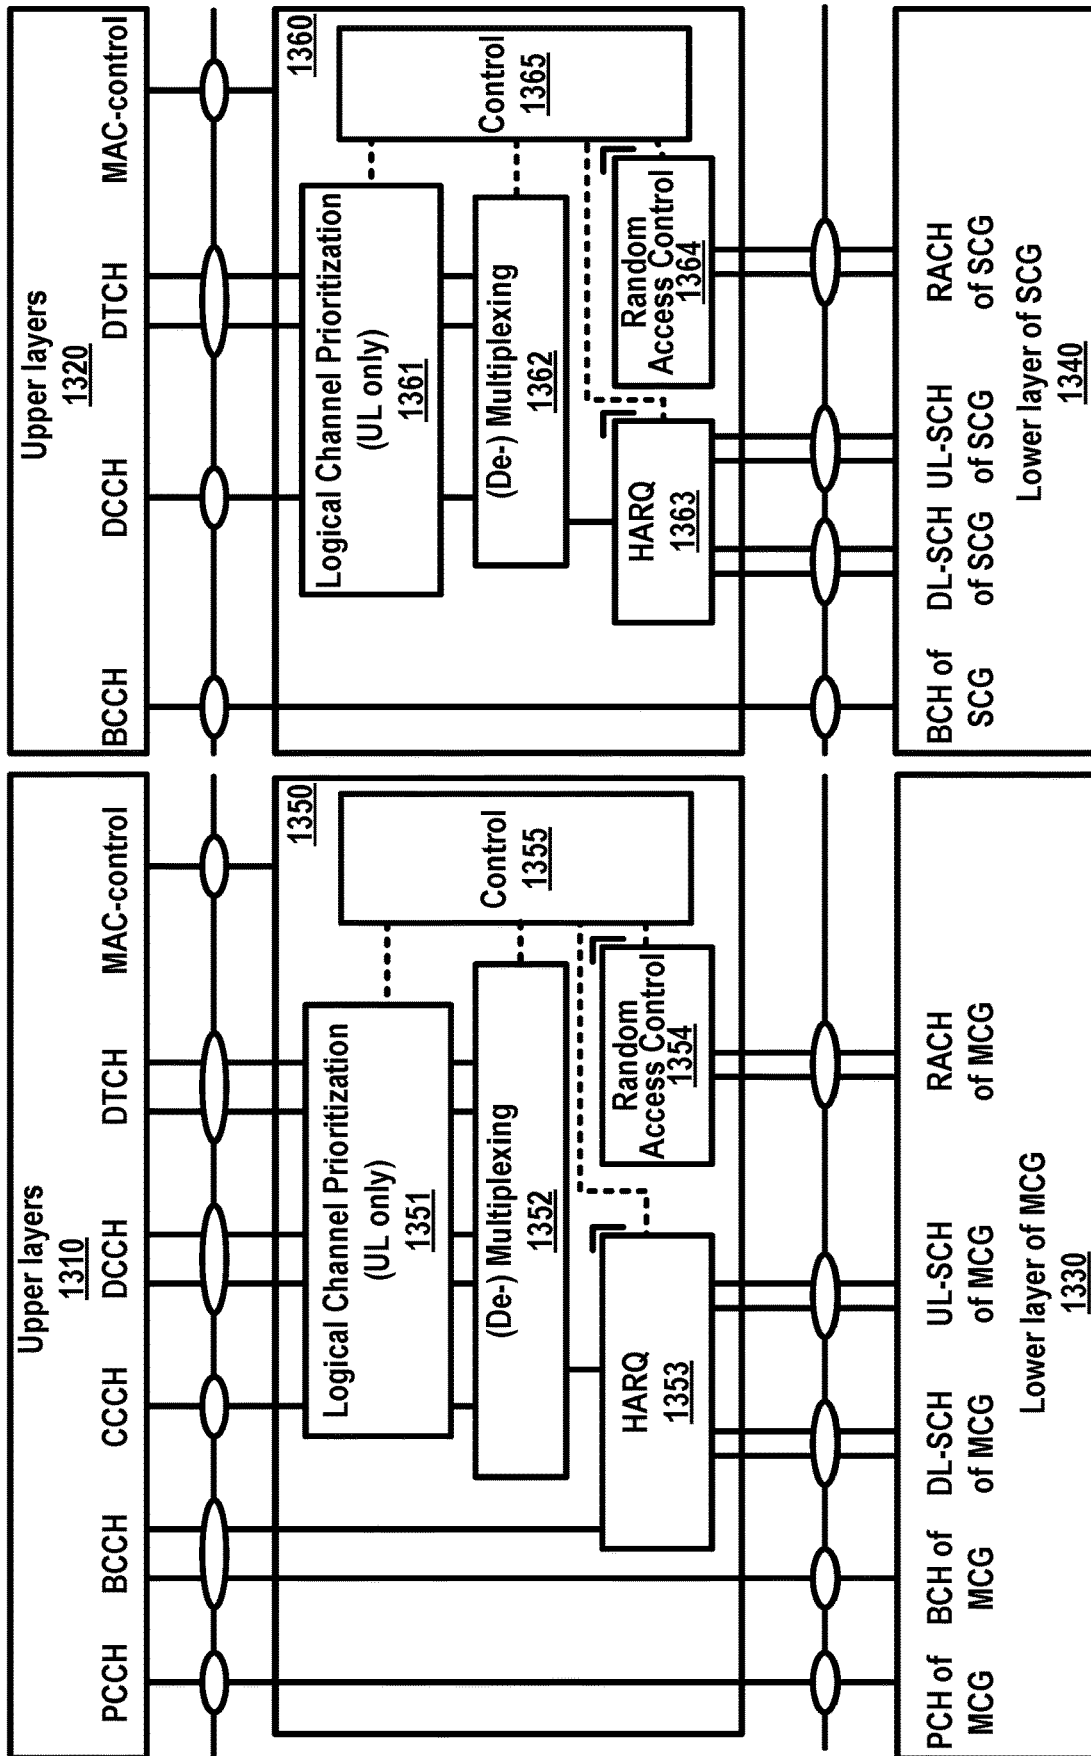 Upper layers
1310
PCCH
BCCH
CCCH
DCCH
DTCH
MAC-control
1350
Logical Channel Prioritization
(UL only)
1351
(De-) Multiplexing
1352
HARQ
1353
Random
Access Control
1354
Control
1355
PCH of
MCG
BCH of
MCG
DL-SCH
of MCG
UL-SCH
of MCG
RACH
of MCG
Lower layer of MCG
1330
Upper layers
1320
BCCH
DCCH
DTCH
MAC-control
1360
Logical Channel Prioritization
(UL only)
1361
(De-) Multiplexing
1362
HARQ
1363
Random
Access Control
1364
Control
1365
BCH of
SCG
DL-SCH
of SCG
UL-SCH
of SCG
RACH
of SCG
Lower layer of SCG
1340